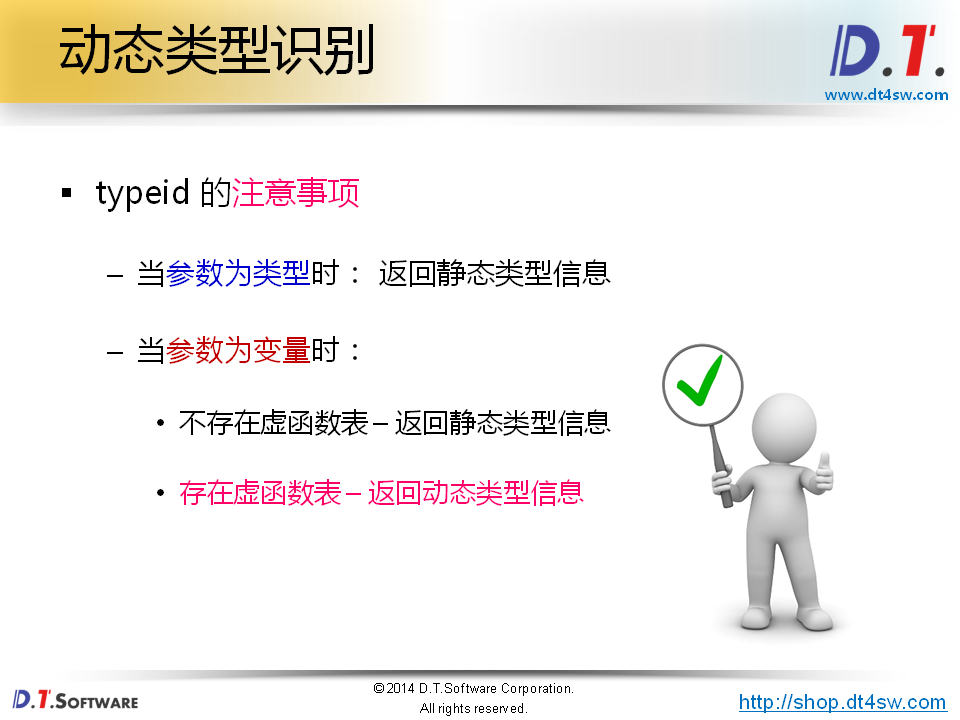 动态类型识别
D.T.
www.dt4sw.com
▪ typeid 的注意事项
– 当参数为类型时： 返回静态类型信息
– 当参数为变量时：
• 不存在虚函数表 – 返回静态类型信息
• 存在虚函数表 – 返回动态类型信息
D.T.SOFTWARE
©2014 D.T.Software Corporation.
All rights reserved.
http://shop.dt4sw.com